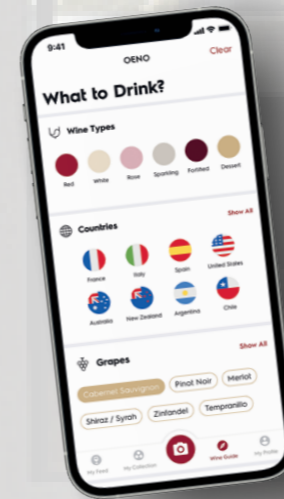 9:41
OENO
Clear
What to Drink?
Wine Types
Red White Rose Sparkling Fortified Dessert
Show All
Countries
France Italy Spain United States
Australia New Zealand Argentina Chile
Show All
Grapes
Cabernet Sauvignon Pinot Noir Merlot
Shiraz / Syrah Zinfandel Tempranillo
My Feed My Collection Wine Guide My Profile